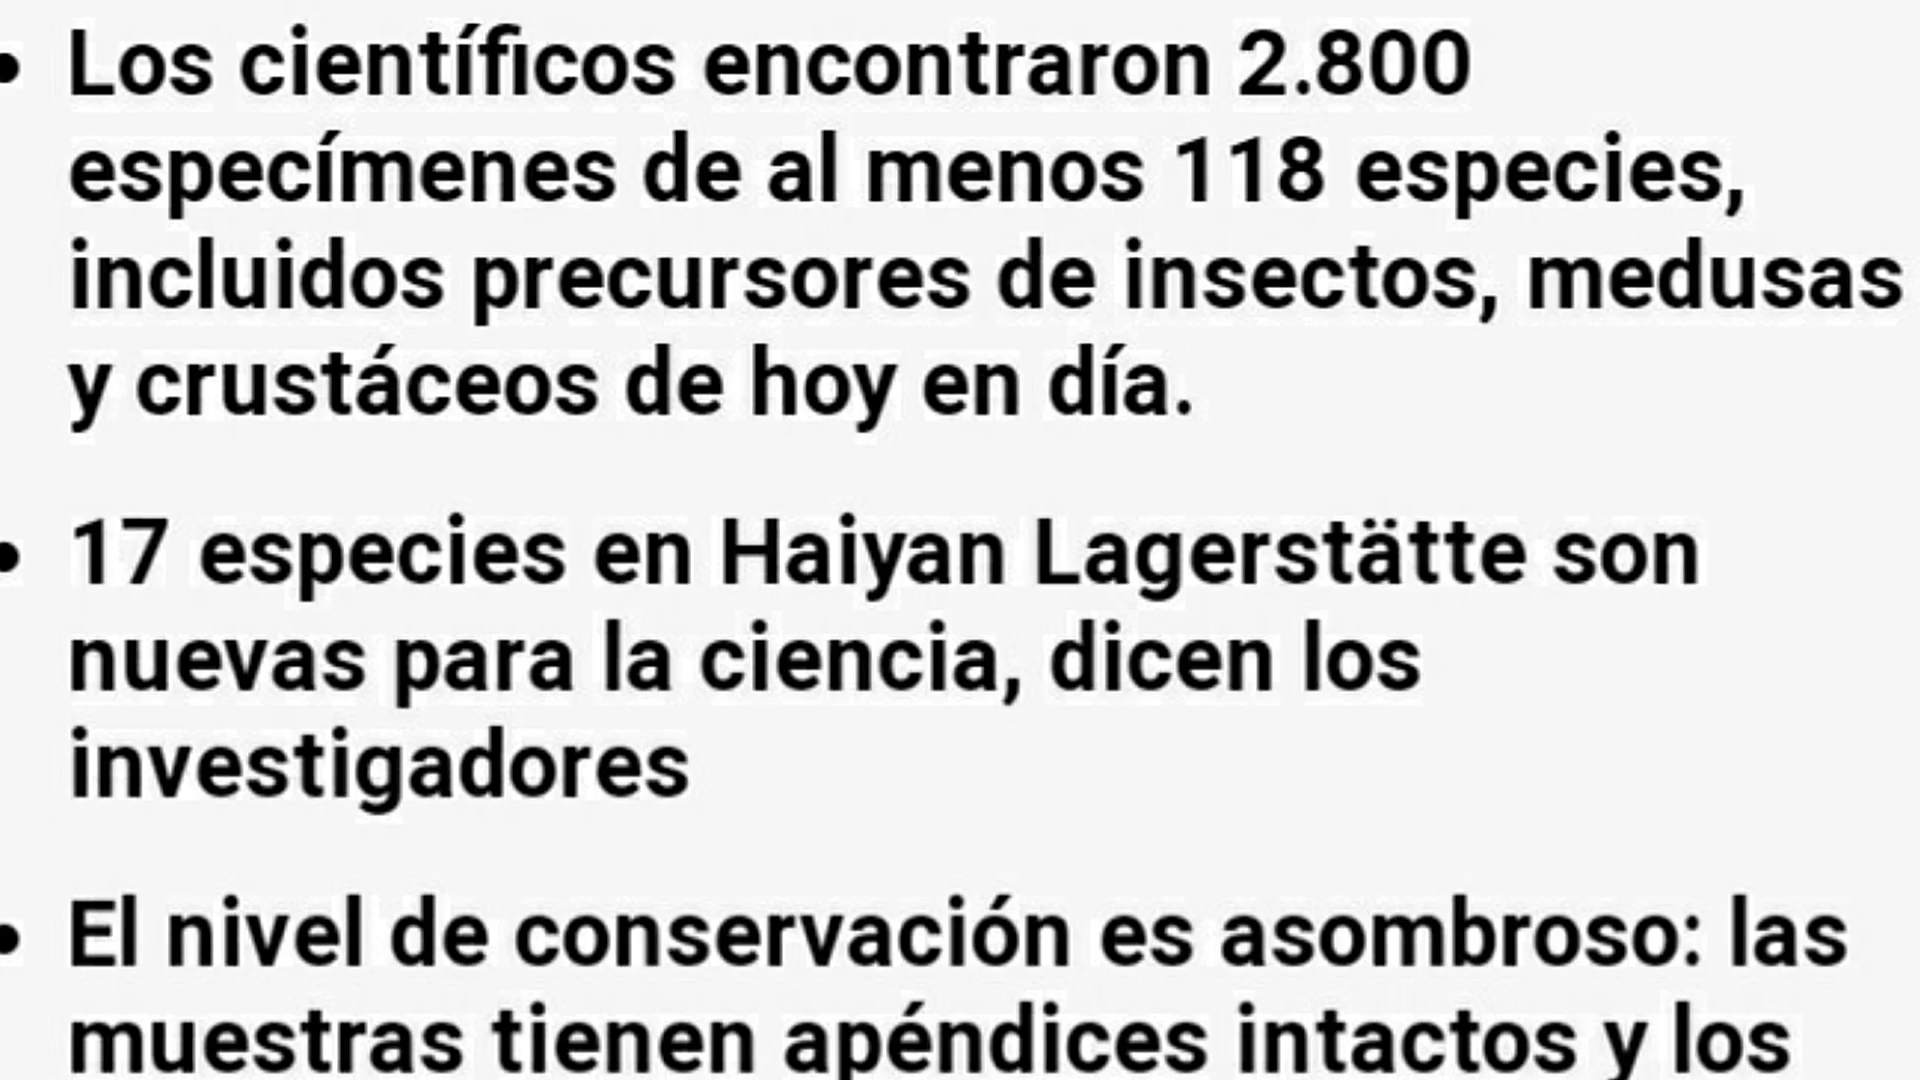 • Los científicos encontraron 2.800
especímenes de al menos 118 especies,
incluidos precursores de insectos, medusas
y crustáceos de hoy en día.
• 17 especies en Haiyan Lagerstätte son
nuevas para la ciencia, dicen los
investigadores
• El nivel de conservación es asombroso: las
muestras tienen apéndices intactos y los